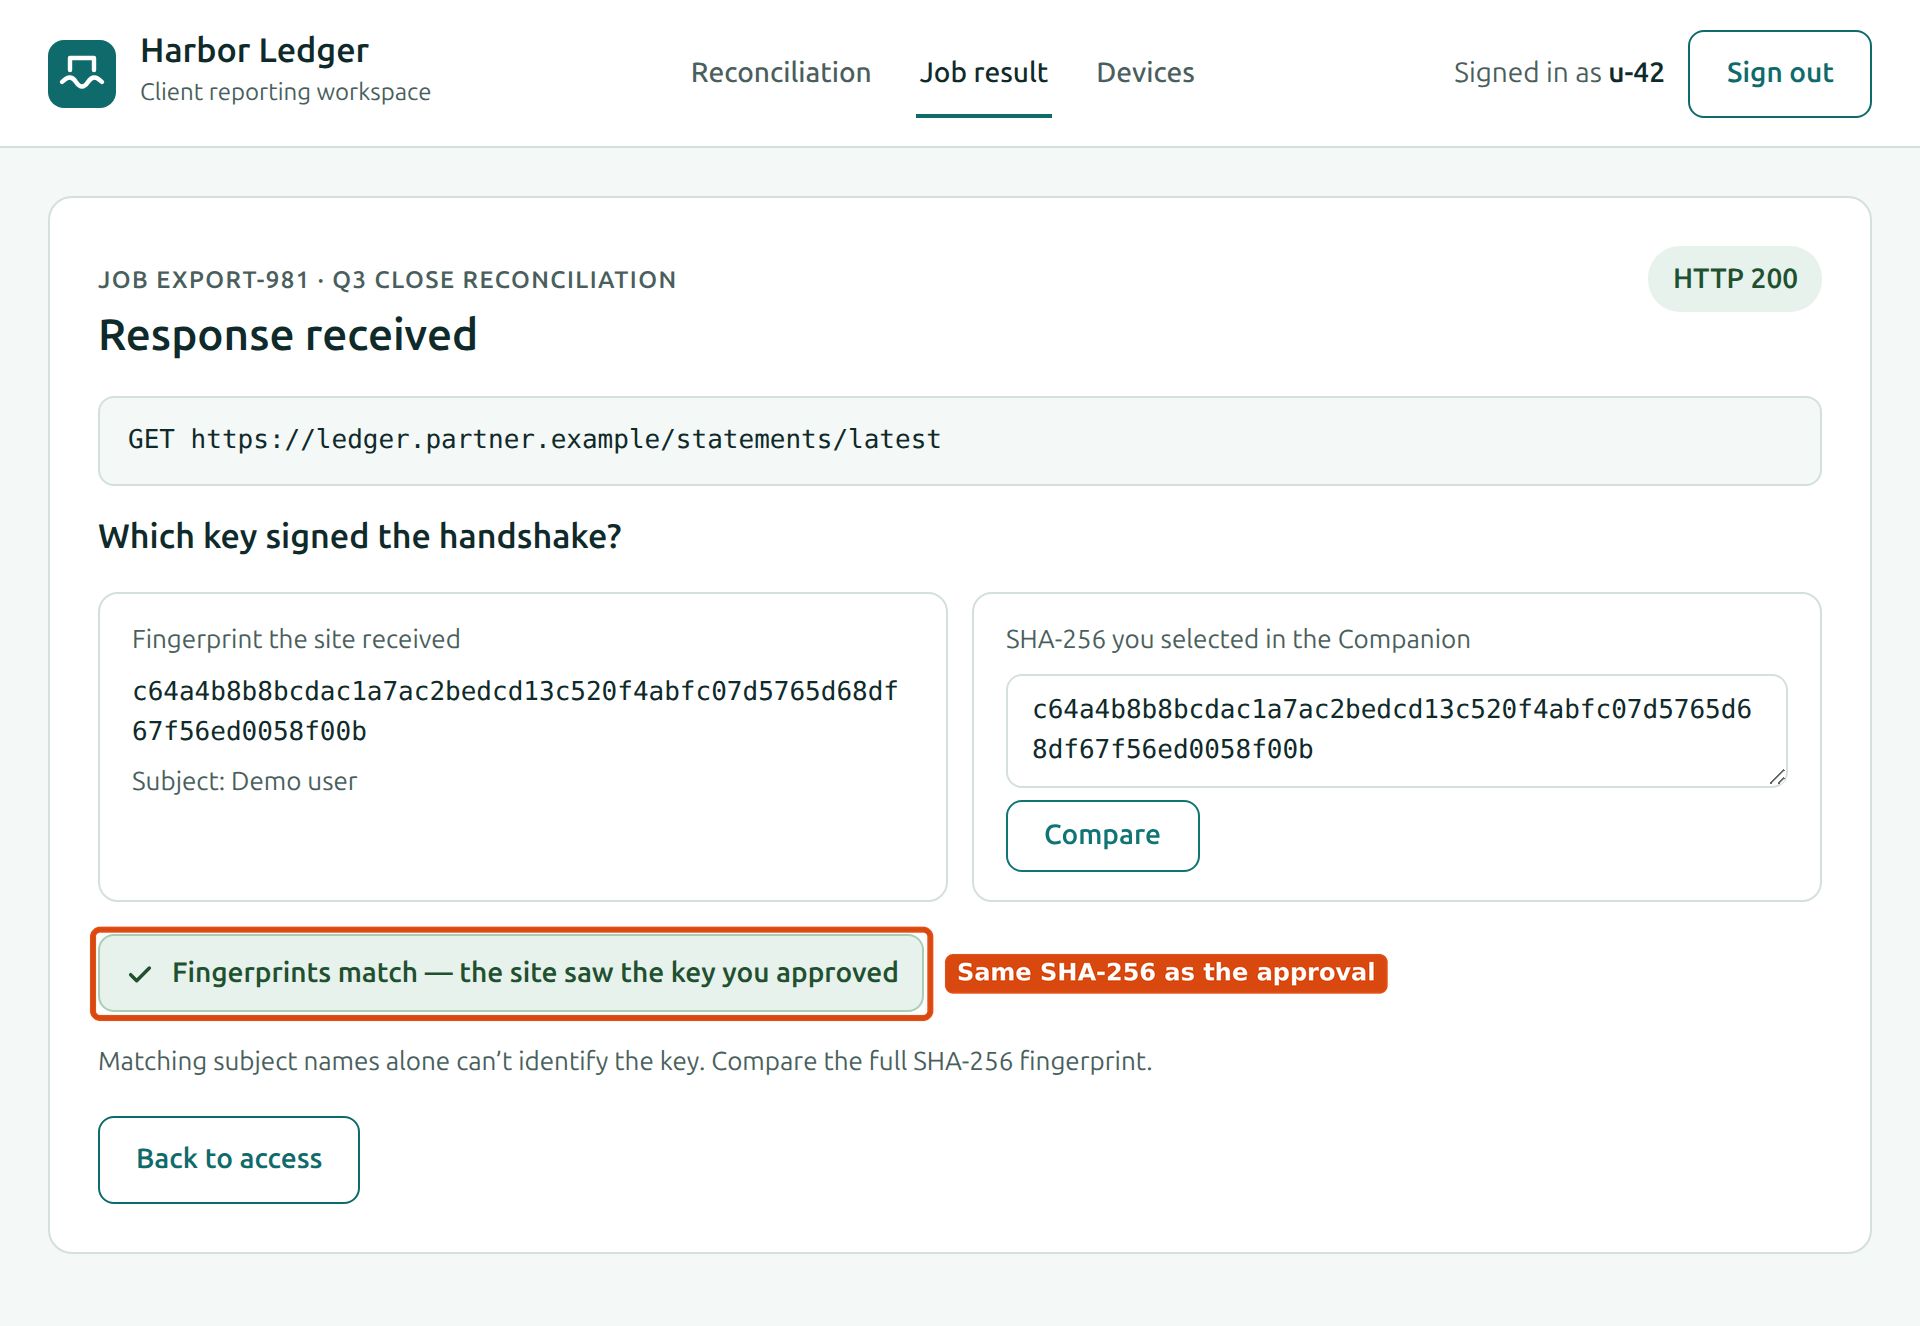 Harbor Ledger
Client reporting workspace
Reconciliation
Job result
Devices
Signed in as u-42
Sign out
JOB EXPORT-981 · Q3 CLOSE RECONCILIATION
HTTP 200
Response received
GET https://ledger.partner.example/statements/latest
Which key signed the handshake?
Fingerprint the site received
c64a4b8b8bcdac1a7ac2bedcd13c520f4abfc07d5765d68df
67f56ed0058f00b
Subject: Demo user
SHA-256 you selected in the Companion
c64a4b8b8bcdac1a7ac2bedcd13c520f4abfc07d5765d6
8df67f56ed0058f00b
Compare
Fingerprints match — the site saw the key you approved
Same SHA-256 as the approval
Matching subject names alone can’t identify the key. Compare the full SHA-256 fingerprint.
Back to access